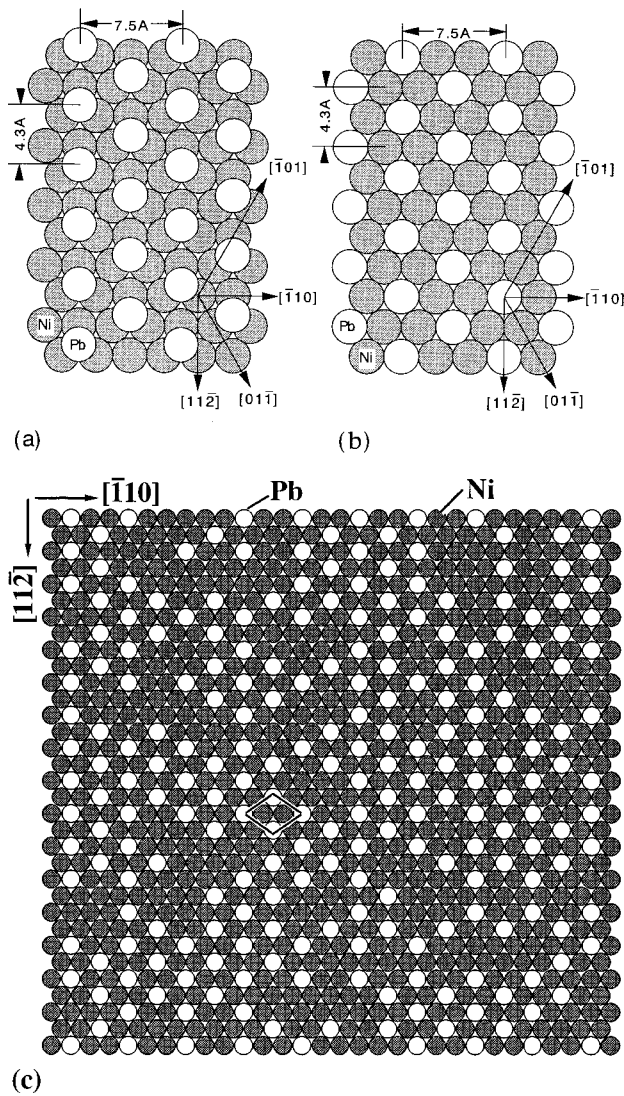 7.5A
4.3A
[1̄01]
[1̄10]
[011̄]
[112̄]
Ni
Pb
(a)
7.5A
4.3A
[1̄01]
[1̄10]
[011̄]
[112̄]
Pb
Ni
(b)
[1̄10]
Pb
Ni
[112̄]
(c)